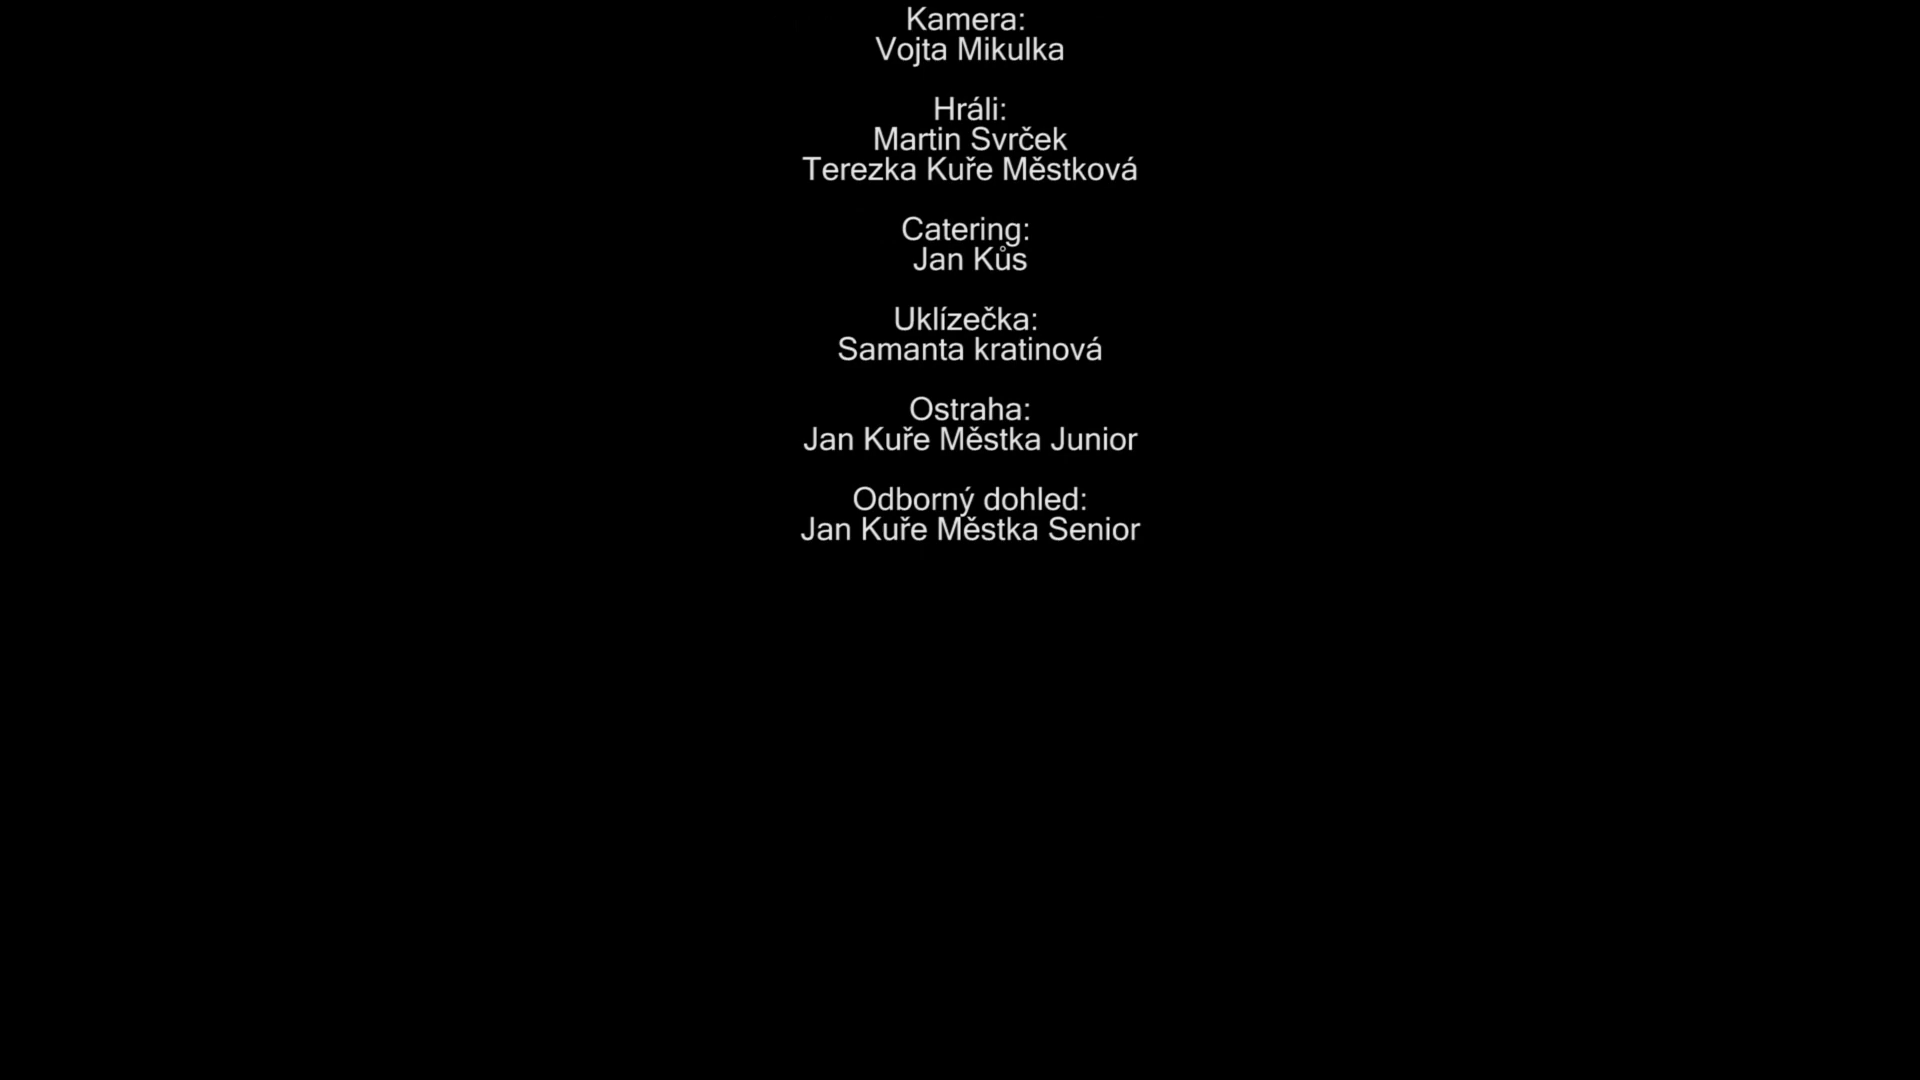 Kamera:
Vojta Mikulka
Hráli:
Martin Svrček
Terezka Kuře Městková
Catering:
Jan Kůs
Uklízečka:
Samanta kratinová
Ostraha:
Jan Kuře Městka Junior
Odborný dohled:
Jan Kuře Městka Senior